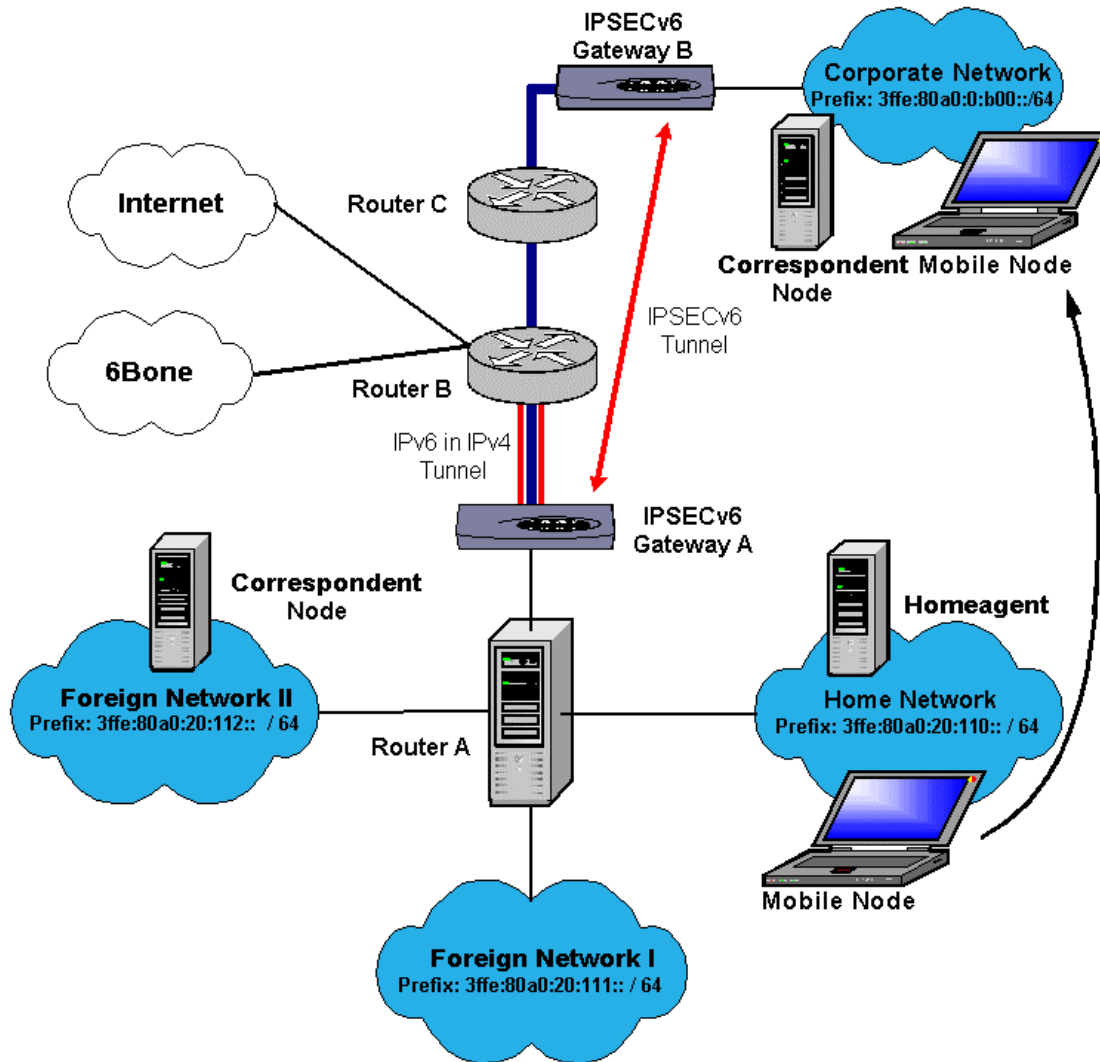 IPSECv6
Gateway B
Corporate Network
Prefix: 3ffe:80a0:0:b00::/64
Internet
Router C
Correspondent
Node
Mobile Node
IPSECv6
Tunnel
6Bone
Router B
IPv6 in IPv4
Tunnel
IPSECv6
Gateway A
Correspondent
Node
Homeagent
Foreign Network II
Prefix: 3ffe:80a0:20:112:: / 64
Home Network
Prefix: 3ffe:80a0:20:110:: / 64
Router A
Mobile Node
Foreign Network I
Prefix: 3ffe:80a0:20:111:: / 64